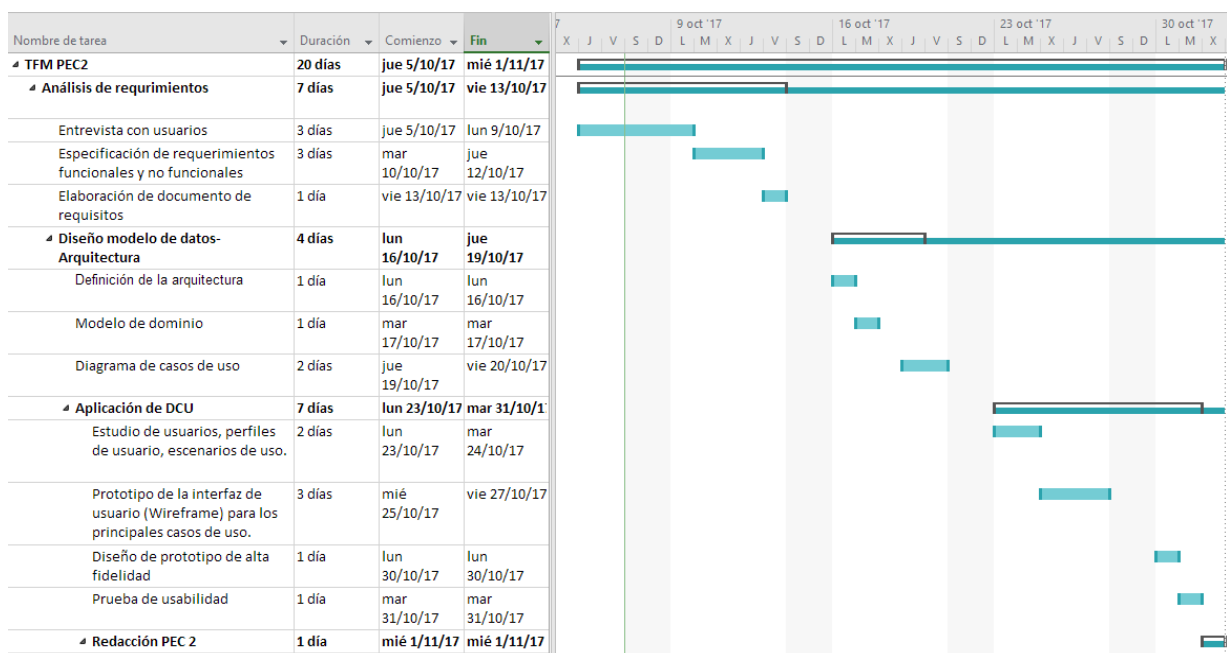 7 9 oct '17 16 oct '17 23 oct '17 30 oct '17
Nombre de tarea Duración Comienzo Fin X J V S D L M X J V S D L M X J V S D L M X J V S D L M X
TFM PEC2 20 días jue 5/10/17 mié 1/11/17
Análisis de requrimientos 7 días jue 5/10/17 vie 13/10/17
Entrevista con usuarios 3 días jue 5/10/17 lun 9/10/17
Especificación de requerimientos 3 días mar jue
funcionales y no funcionales 10/10/17 12/10/17
Elaboración de documento de 1 día vie 13/10/17 vie 13/10/17
requisitos
Diseño modelo de datos- 4 días lun jue
Arquitectura 16/10/17 19/10/17
Definición de la arquitectura 1 día lun lun
16/10/17 16/10/17
Modelo de dominio 1 día mar mar
17/10/17 17/10/17
Diagrama de casos de uso 2 días jue vie 20/10/17
19/10/17
Aplicación de DCU 7 días lun 23/10/17 mar 31/10/1
Estudio de usuarios, perfiles 2 días lun mar
de usuario, escenarios de uso. 23/10/17 24/10/17
Prototipo de la interfaz de 3 días mié vie 27/10/17
usuario (Wireframe) para los 25/10/17
principales casos de uso.
Diseño de prototipo de alta 1 día lun lun
fidelidad 30/10/17 30/10/17
Prueba de usabilidad 1 día mar mar
31/10/17 31/10/17
Redacción PEC 2 1 día mié 1/11/17 mié 1/11/17